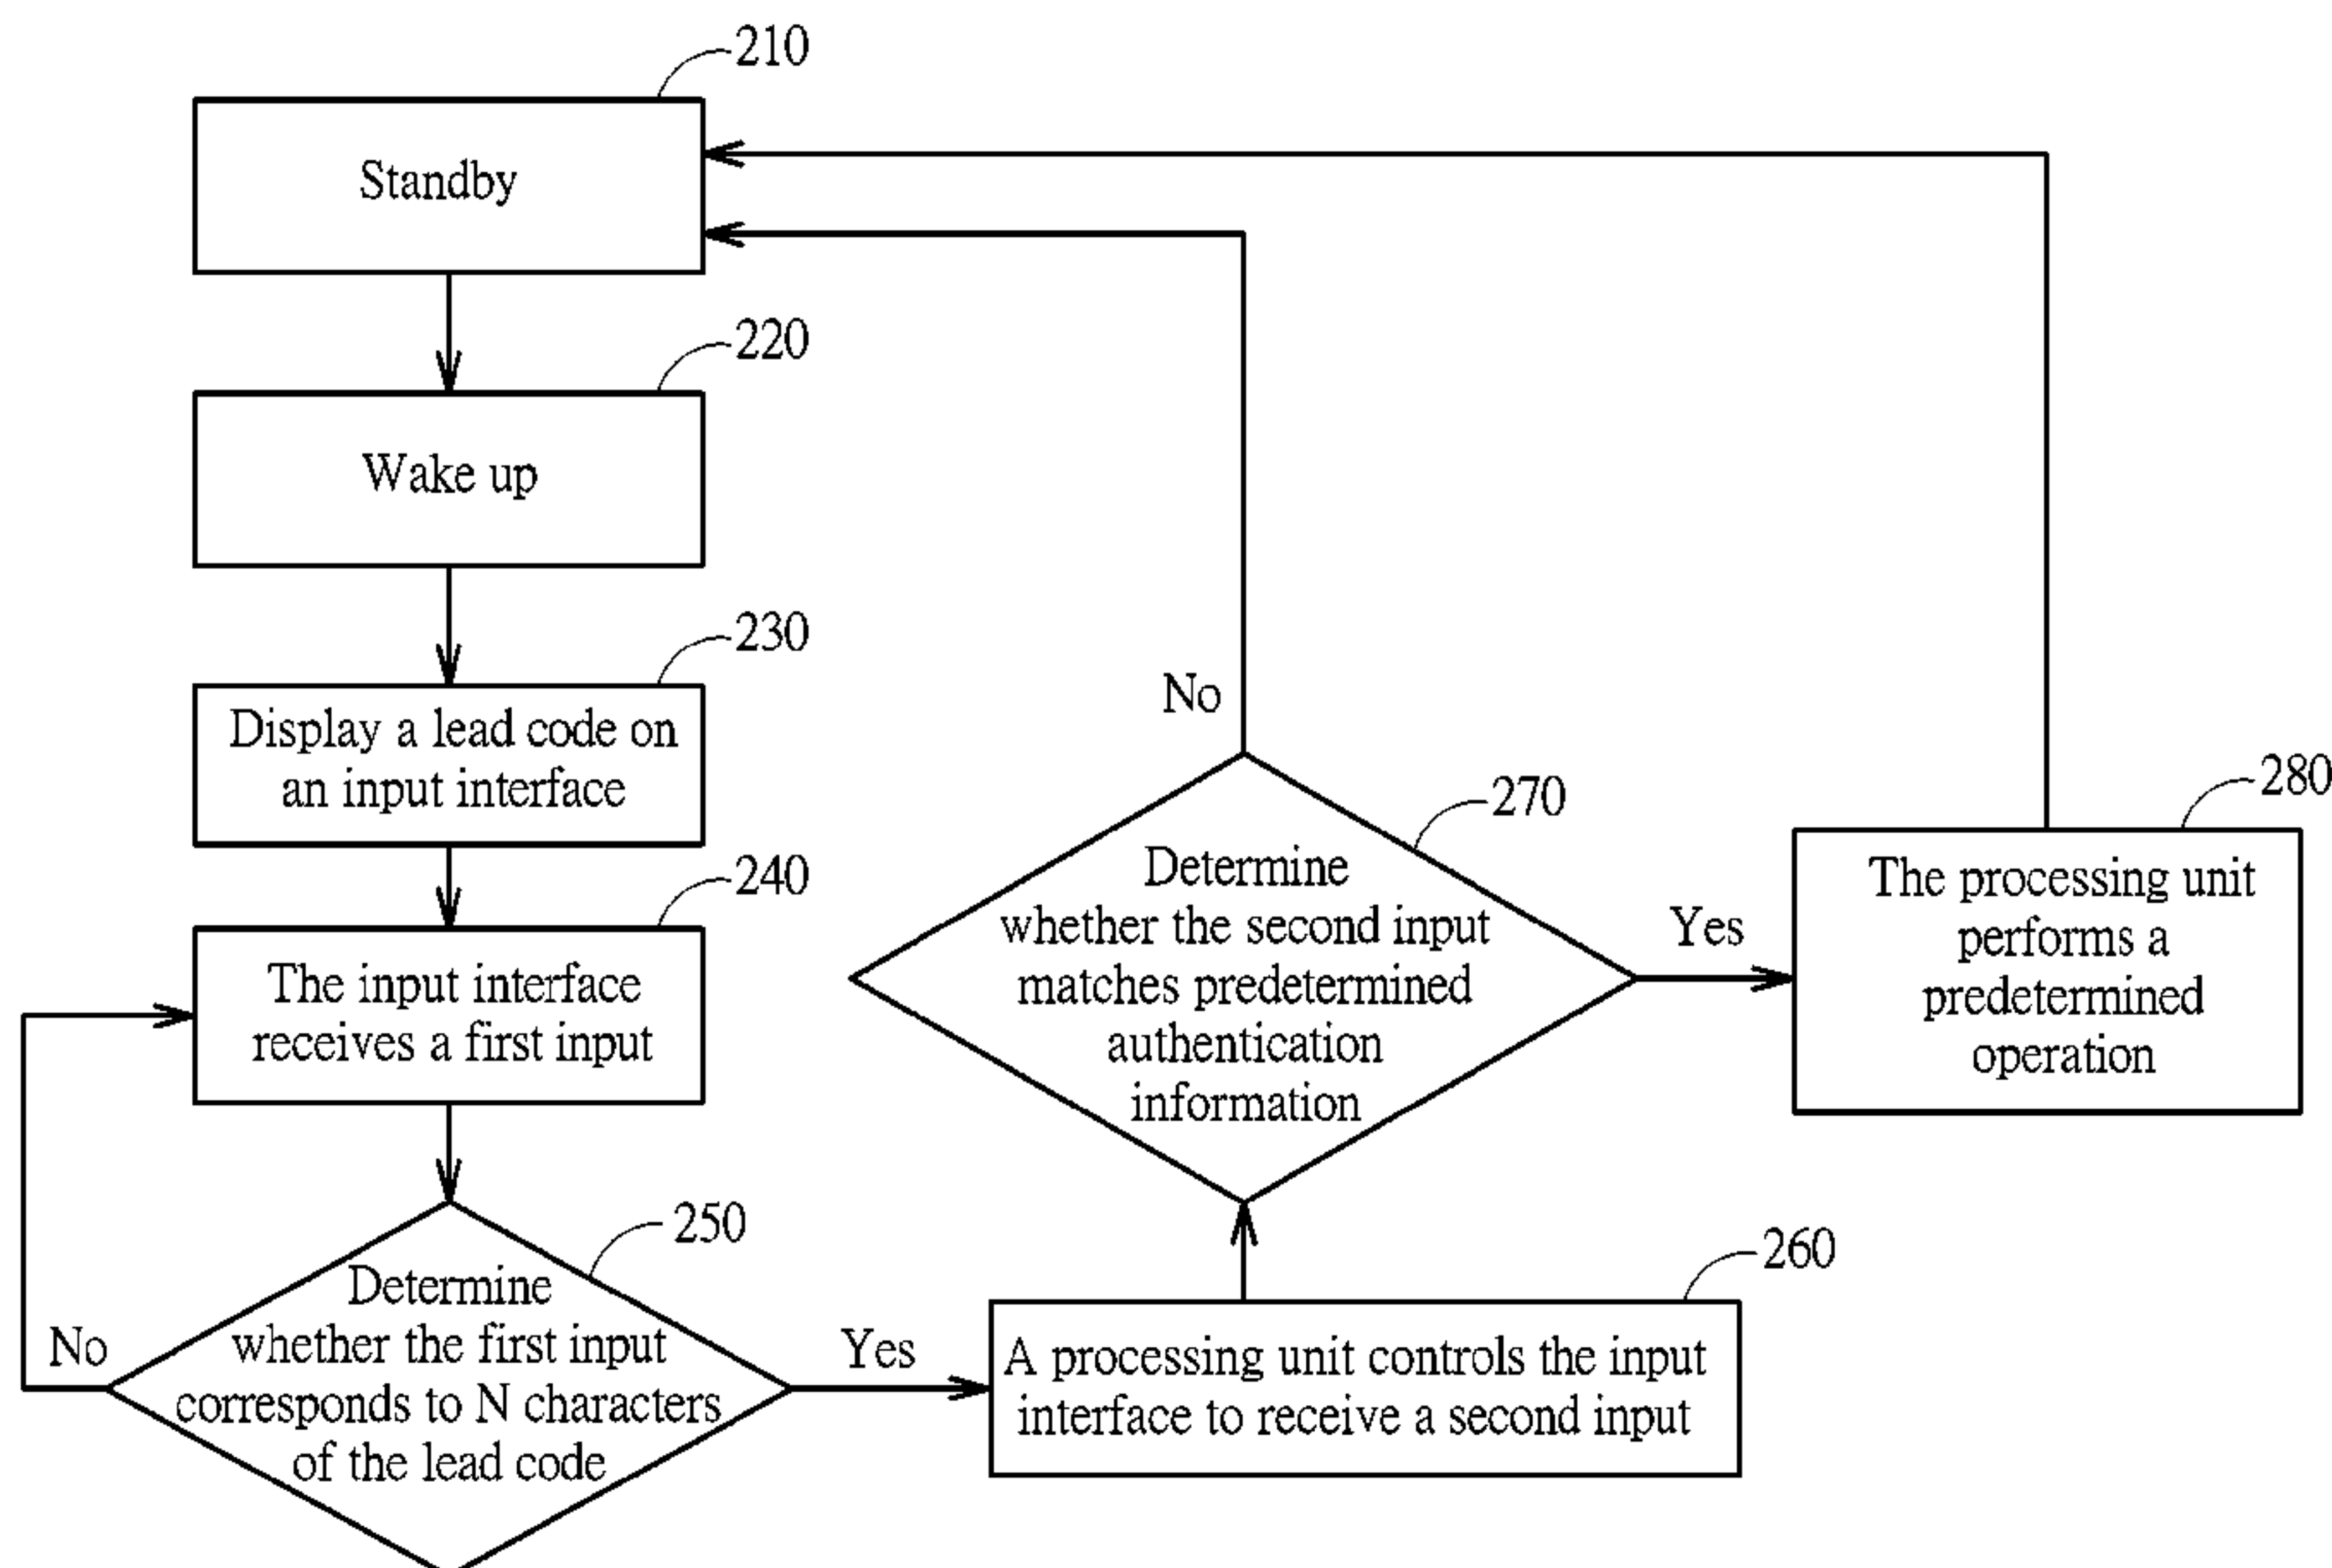 210
Standby
220
Wake up
230
Display a lead code on
an input interface
240
The input interface
receives a first input
250
Determine
whether the first input
corresponds to N characters
of the lead code
No
Yes
260
A processing unit controls the input
interface to receive a second input
270
Determine
whether the second input
matches predetermined
authentication
information
No
Yes
280
The processing unit
performs a
predetermined
operation